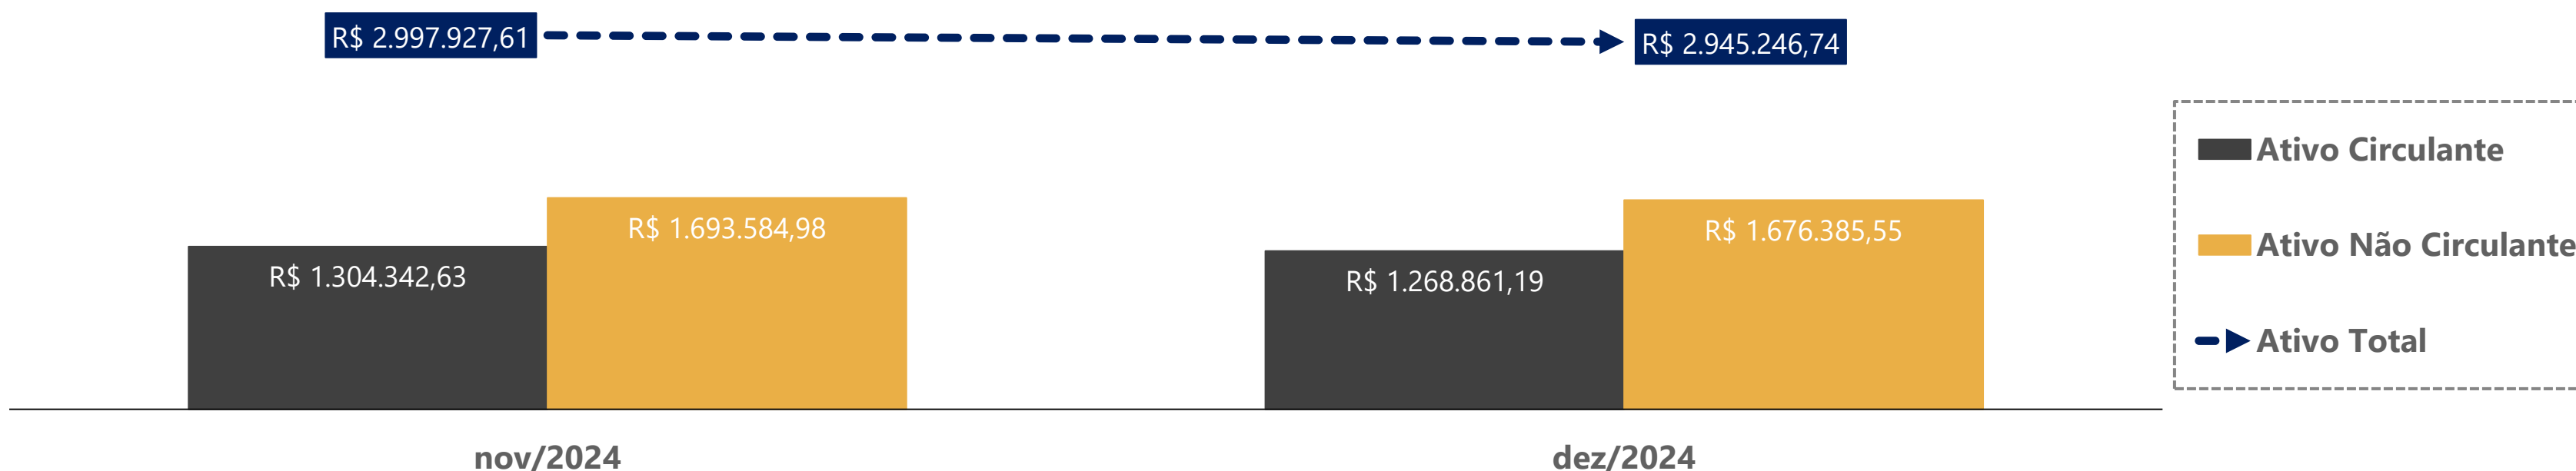 R$ 2.997.927,61
R$ 2.945.246,74
R$ 1.693.584,98
R$ 1.304.342,63
R$ 1.676.385,55
R$ 1.268.861,19
nov/2024
dez/2024
Ativo Circulante
Ativo Não Circulante
Ativo Total